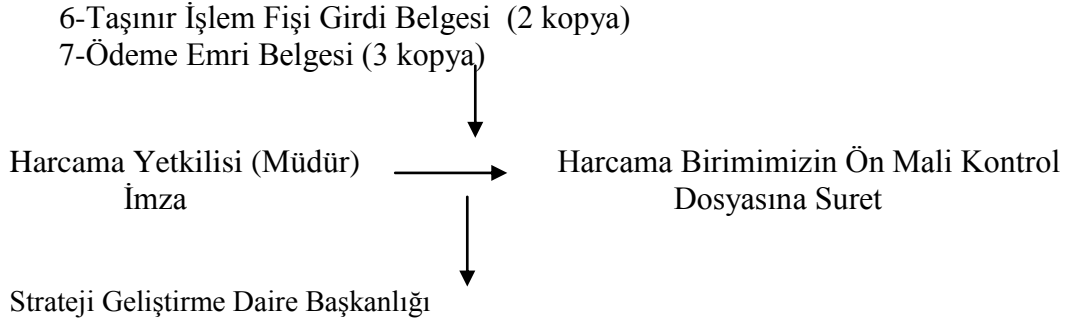 6-Taşınır İşlem Fişi Girdi Belgesi (2 kopya)
7-Ödeme Emri Belgesi (3 kopya)
Harcama Yetkilisi (Müdür)
İmza
Harcama Birimimizin Ön Mali Kontrol
Dosyasına Suret
Strateji Geliştirme Daire Başkanlığı